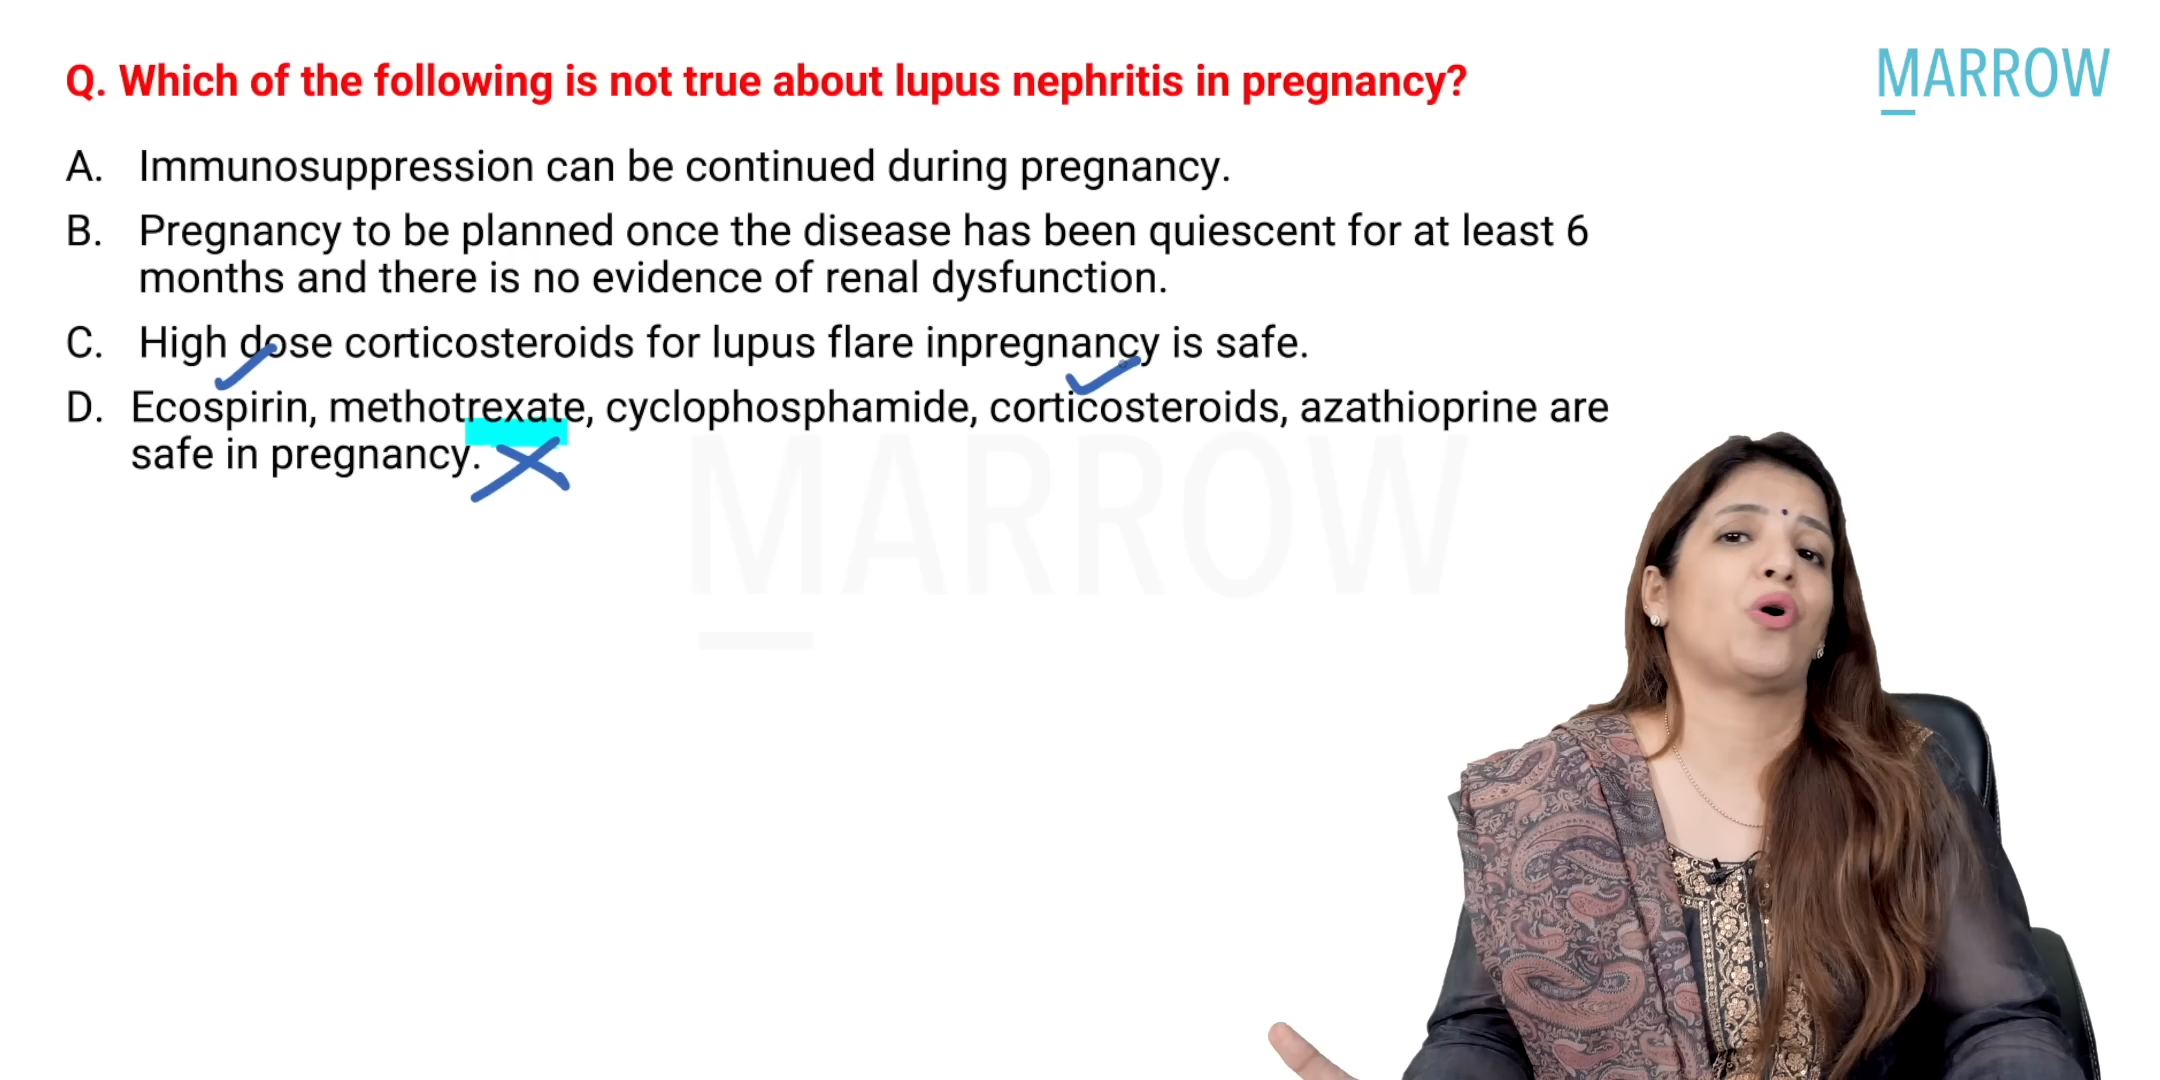 Q. Which of the following is not true about lupus nephritis in pregnancy?
MARROW
A. Immunosuppression can be continued during pregnancy.
B. Pregnancy to be planned once the disease has been quiescent for at least 6
months and there is no evidence of renal dysfunction.
C. High dose corticosteroids for lupus flare inpregnancy is safe.
D. Ecospirin, methotrexate, cyclophosphamide, corticosteroids, azathioprine are
safe in pregnancy.
MARROW